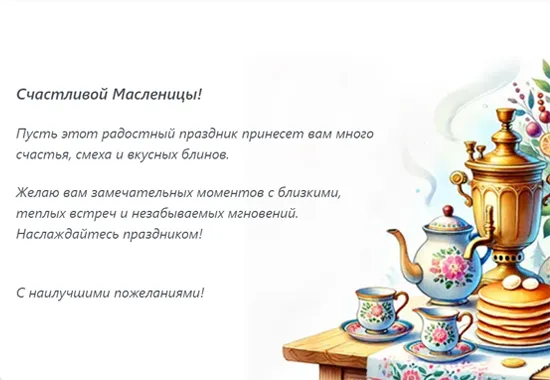 Счастливой Масленицы!
Пусть этот радостный праздник принесет вам много
счастья, смеха и вкусных блинов.
Желаю вам замечательных моментов с близкими,
теплых встреч и незабываемых мгновений.
Наслаждайтесь праздником!
С наилучшими пожеланиями!